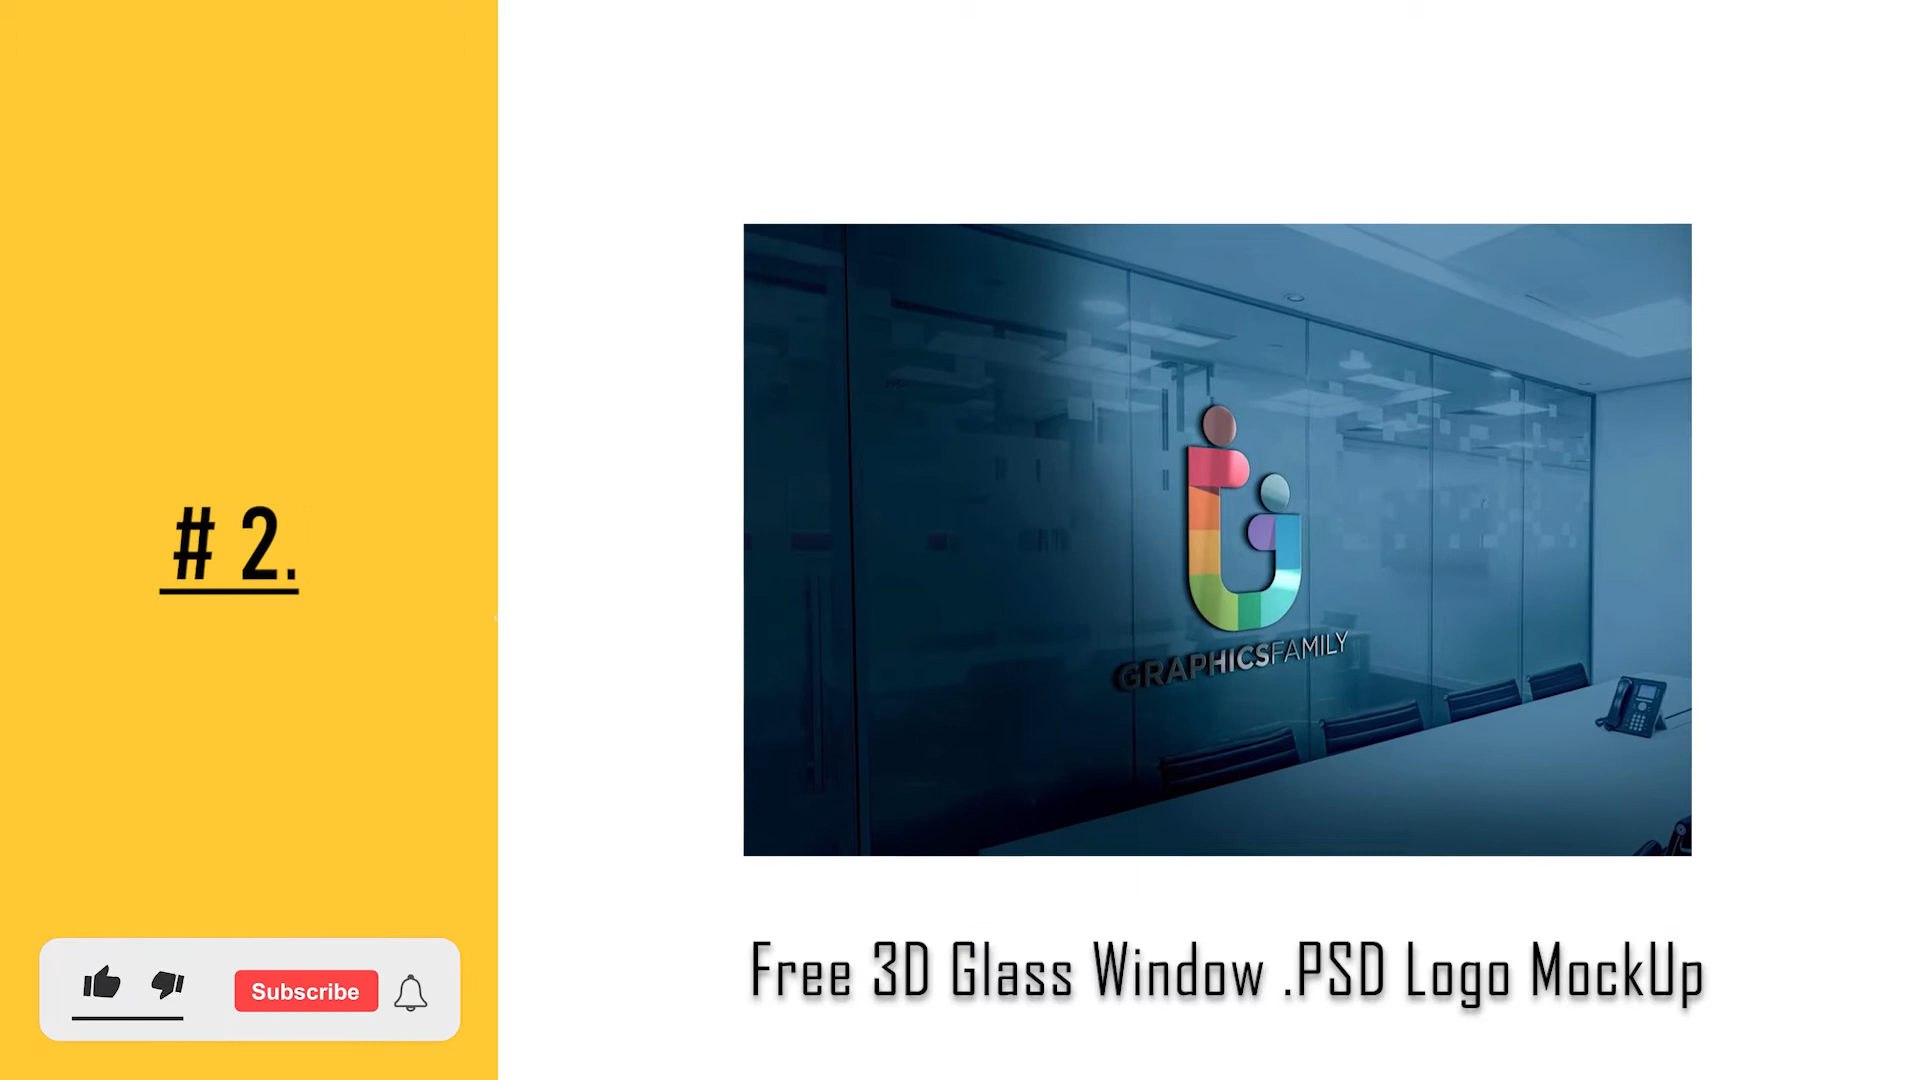 # 2.
GRAPHICSFAMILY
Free 3D Glass Window .PSD Logo MockUp
Subscribe